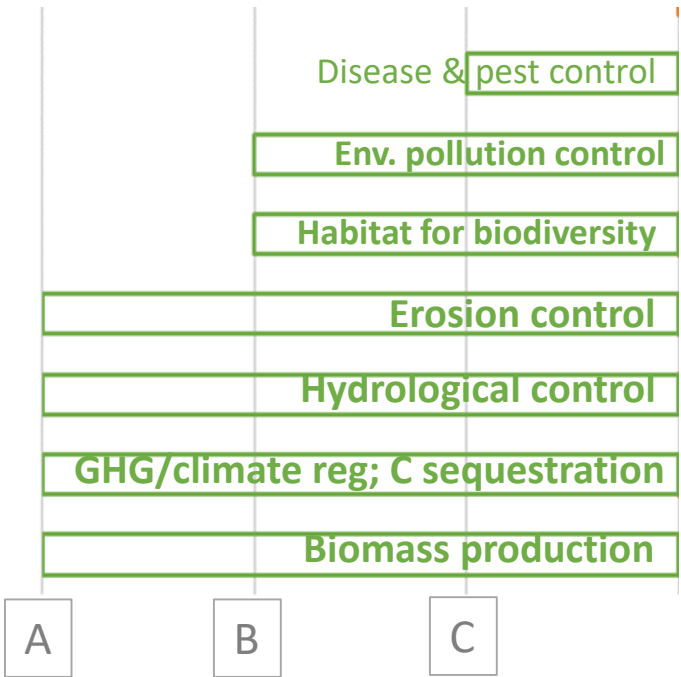 Disease & pest control
Env. pollution control
Habitat for biodiversity
Erosion control
Hydrological control
GHG/climate reg; C sequestration
Biomass production
A
B
C